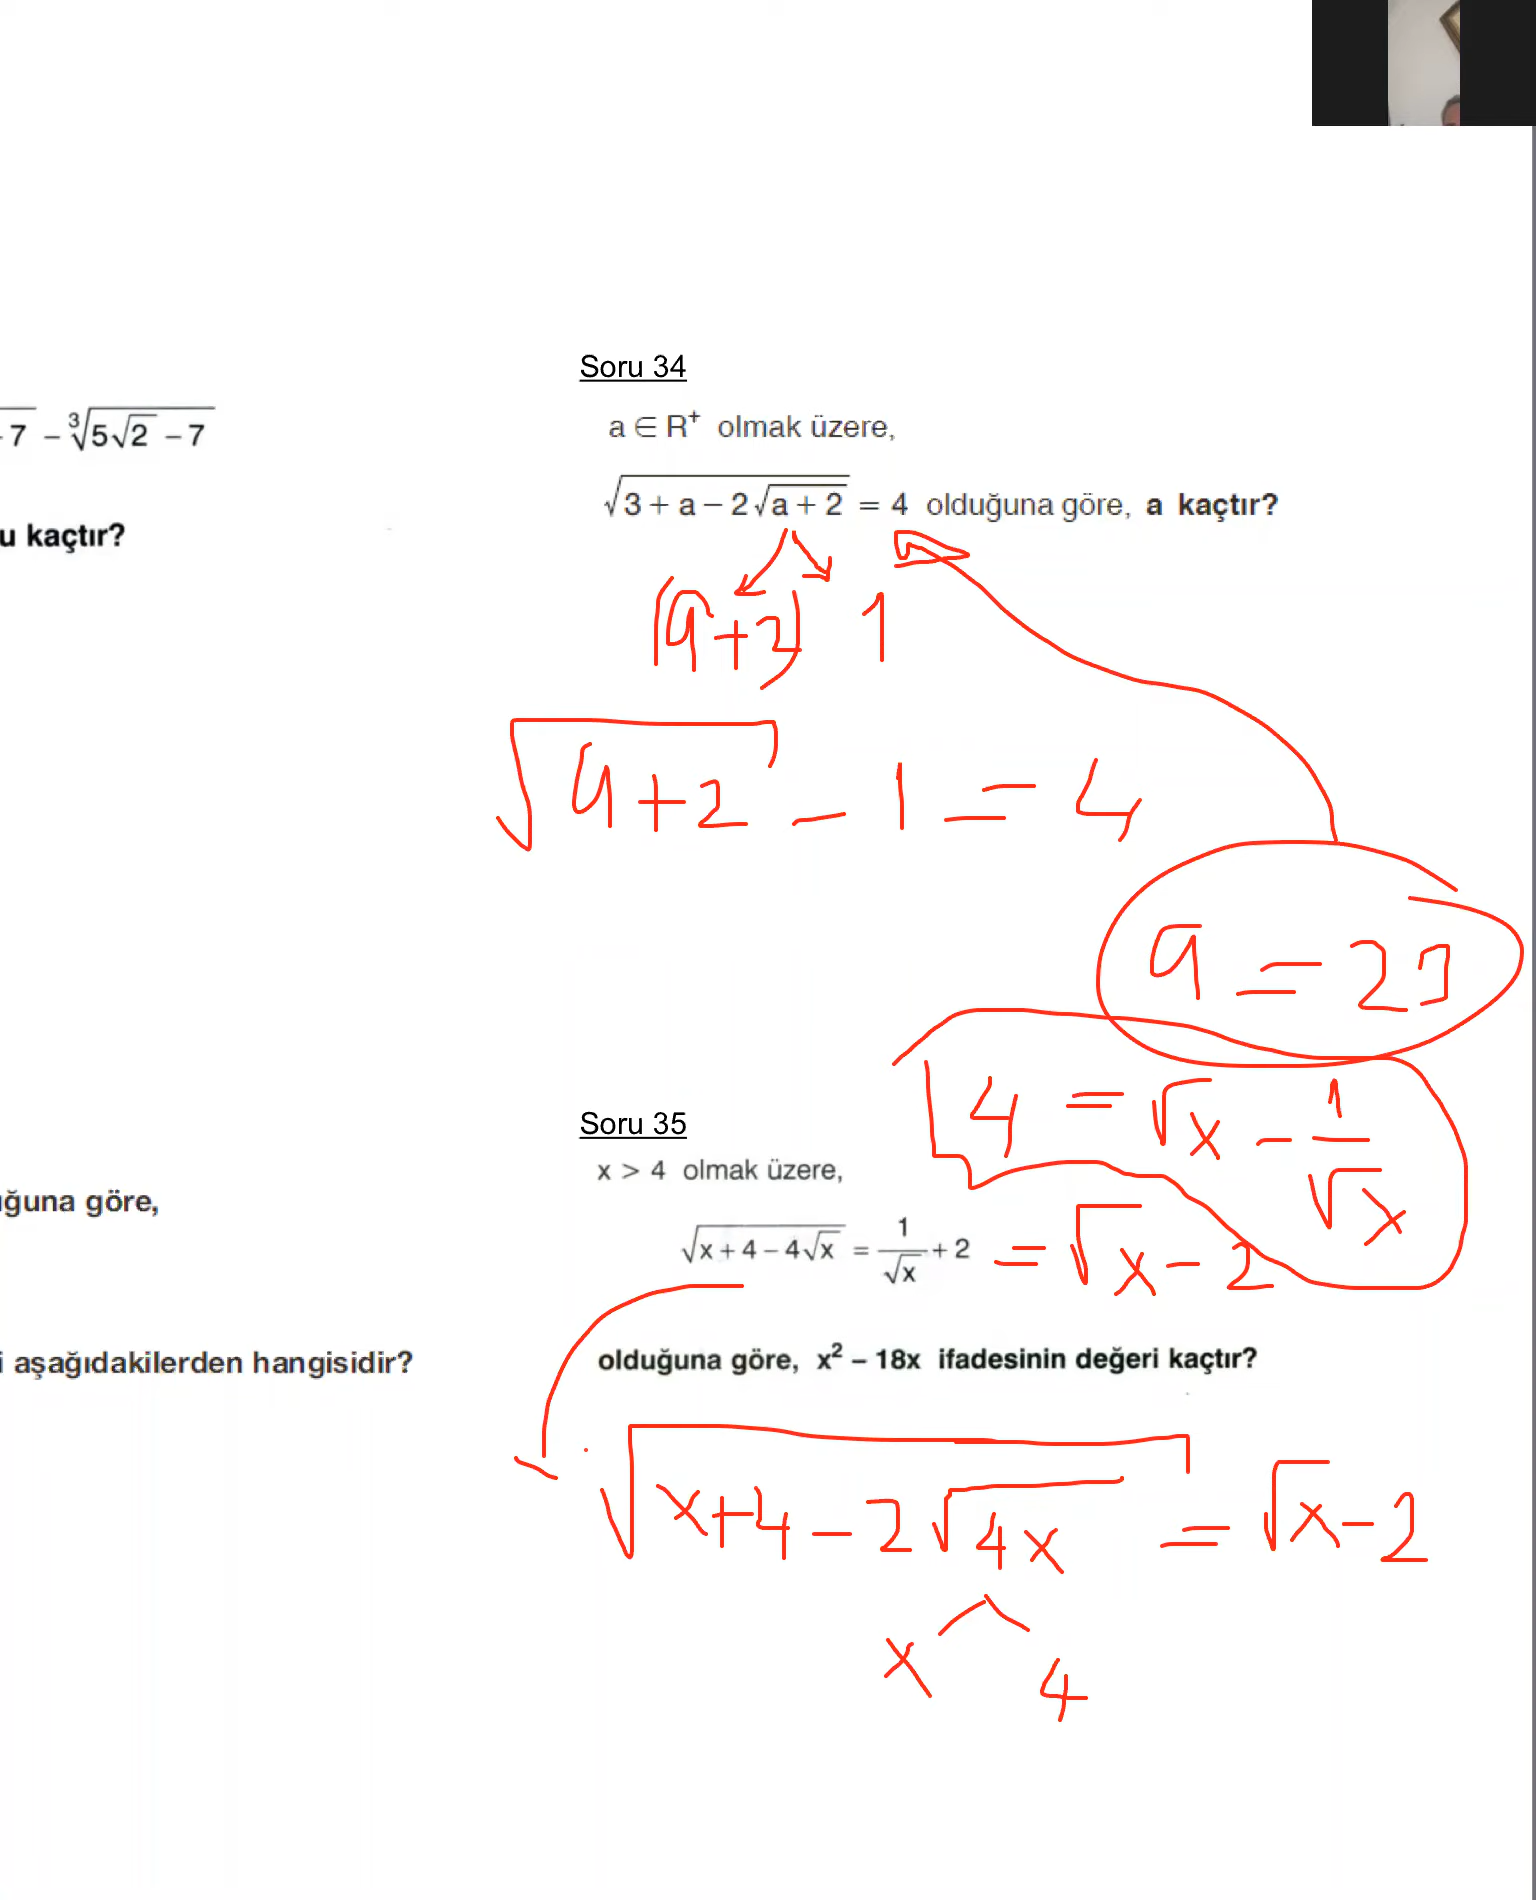 7 − ∛(5√2 − 7)
u kaçtır?
ğuna göre,
i aşağıdakilerden hangisidir?
Soru 34
a ∈ R⁺ olmak üzere,
√(3 + a − 2√(a + 2)) = 4 olduğuna göre, a kaçtır?
(a+2) 1
√(a+2) − 1 = 4
a = 23
4 = √x − 1/√x
Soru 35
x > 4 olmak üzere,
√(x + 4 − 4√x) = 1/√x + 2 = √x − 2
olduğuna göre, x² − 18x ifadesinin değeri kaçtır?
√(x+4 − 2√(4x)) = √x − 2
x 4